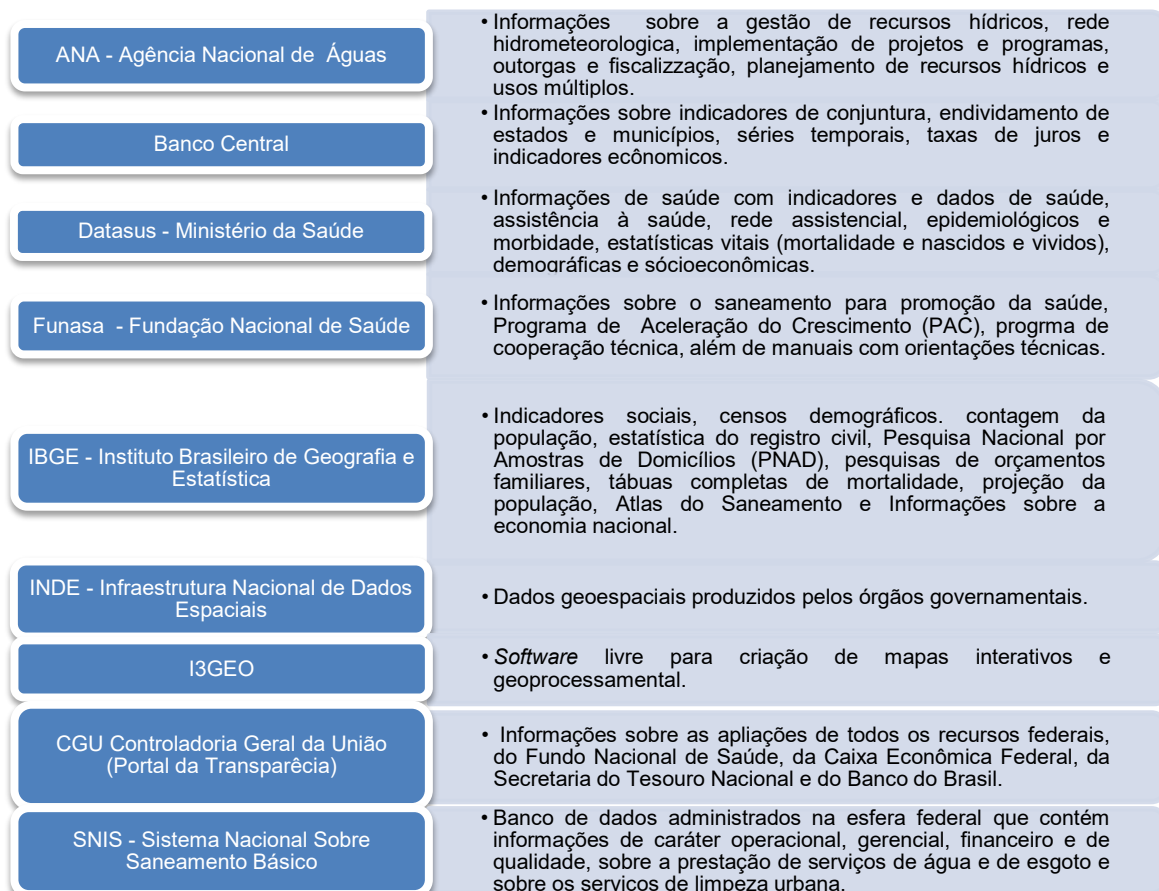 ANA - Agência Nacional de Águas
• Informações sobre a gestão de recursos hídricos, rede
hidrometeorologica, implementação de projetos e programas,
outorgas e fiscalizzação, planejamento de recursos hídricos e
usos múltiplos.
Banco Central
• Informações sobre indicadores de conjuntura, endividamento de
estados e municípios, séries temporais, taxas de juros e
indicadores ecônomicos.
Datasus - Ministério da Saúde
• Informações de saúde com indicadores e dados de saúde,
assistência à saúde, rede assistencial, epidemiológicos e
morbidade, estatísticas vitais (mortalidade e nascidos e vividos),
demográficas e sócioeconômicas.
Funasa - Fundação Nacional de Saúde
• Informações sobre o saneamento para promoção da saúde,
Programa de Aceleração do Crescimento (PAC), progrma de
cooperação técnica, além de manuais com orientações técnicas.
IBGE - Instituto Brasileiro de Geografia e
Estatística
• Indicadores sociais, censos demográficos. contagem da
população, estatística do registro civil, Pesquisa Nacional por
Amostras de Domicílios (PNAD), pesquisas de orçamentos
familiares, tábuas completas de mortalidade, projeção da
população, Atlas do Saneamento e Informações sobre a
economia nacional.
INDE - Infraestrutura Nacional de Dados
Espaciais
• Dados geoespaciais produzidos pelos órgãos governamentais.
I3GEO
• Software livre para criação de mapas interativos e
geoprocessamental.
CGU Controladoria Geral da União
(Portal da Transparêcia)
• Informações sobre as apliações de todos os recursos federais,
do Fundo Nacional de Saúde, da Caixa Econômica Federal, da
Secretaria do Tesouro Nacional e do Banco do Brasil.
SNIS - Sistema Nacional Sobre
Saneamento Básico
• Banco de dados administrados na esfera federal que contém
informações de caráter operacional, gerencial, financeiro e de
qualidade, sobre a prestação de serviços de água e de esgoto e
sobre os serviços de limpeza urbana.